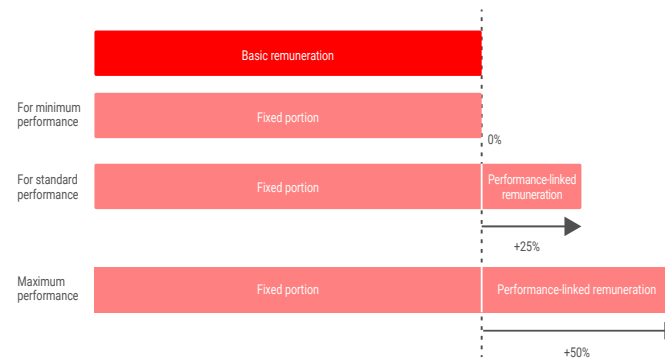 Basic remuneration
For minimum
performance
Fixed portion
0%
For standard
performance
Fixed portion
Performance-linked
remuneration
+25%
Maximum
performance
Fixed portion
Performance-linked remuneration
+50%